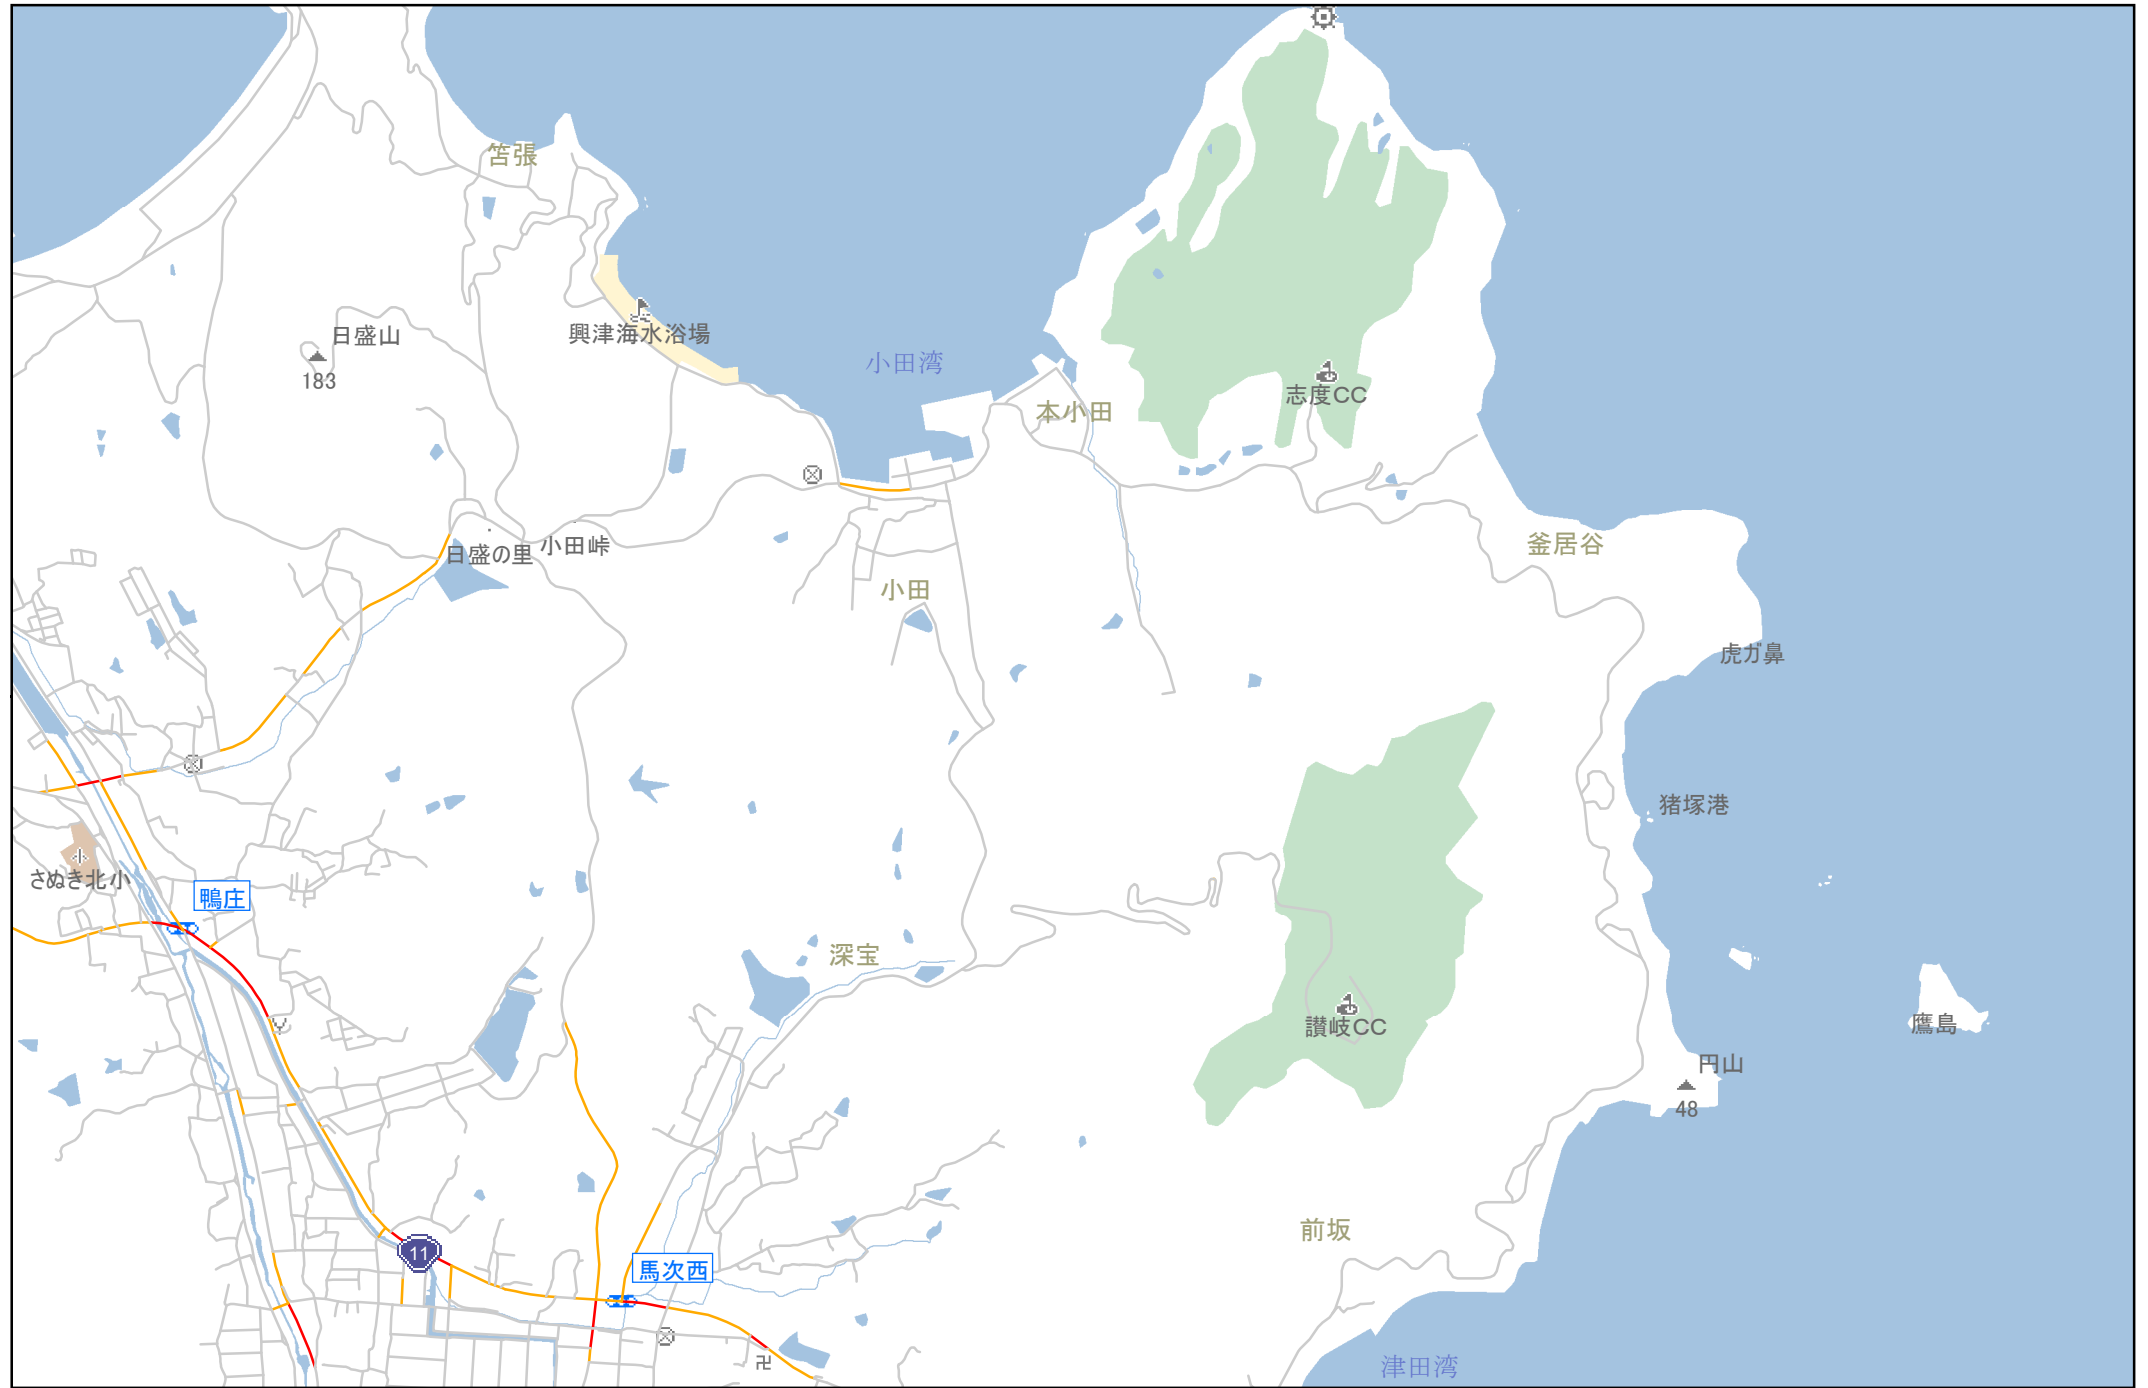 笘張
日盛山
183
興津海水浴場
小田湾
志度CC
本小田
日盛の里
小田峠
釜居谷
小田
虎ガ鼻
猪塚港
さぬき北小
鴨庄
深宝
讃岐CC
鷹島
円山
48
前坂
11
馬次西
津田湾